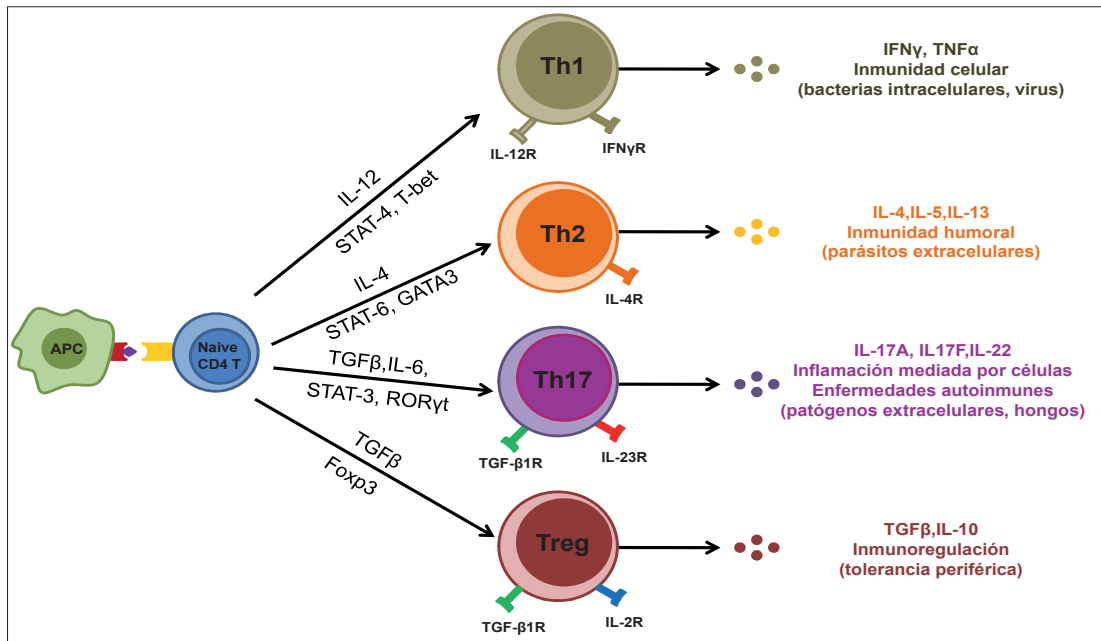 Th1
IL-12R
IFNγR
IFNγ, TNFα
Inmunidad celular
(bacterias intracelulares, virus)
IL-12
STAT-4, T-bet
Th2
IL-4R
IL-4,IL-5,IL-13
Inmunidad humoral
(parásitos extracelulares)
IL-4
STAT-6, GATA3
APC
Naive
CD4 T
TGFβ,IL-6,
STAT-3, RORγt
Th17
TGF-β1R
IL-23R
IL-17A, IL17F,IL-22
Inflamación mediada por células
Enfermedades autoinmunes
(patógenos extracelulares, hongos)
TGFβ
Foxp3
Treg
TGF-β1R
IL-2R
TGFβ,IL-10
Inmunoregulación
(tolerancia periférica)